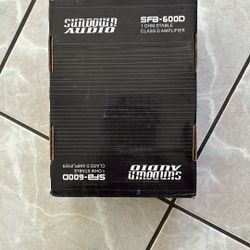 SUNDOWN
AUDIO
SFB-600D
1 OHM STABLE
CLASS D AMPLIFIER
SUNDOWN
AUDIO
SFB-600D
1 OHM STABLE
CLASS D AMPLIFIER